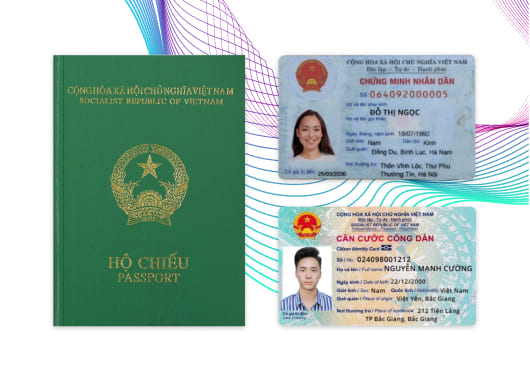 CỘNG HÒA XÃ HỘI CHỦ NGHĨA VIỆT NAM
SOCIALIST REPUBLIC OF VIETNAM
HỘ CHIẾU
PASSPORT
CỘNG HÒA XÃ HỘI CHỦ NGHĨA VIỆT NAM
Độc lập - Tự do - Hạnh phúc
CHỨNG MINH NHÂN DÂN
Số 064092000005
Họ và tên khai sinh
ĐỖ THỊ NGỌC
Họ và tên gọi khác
Ngày, tháng, năm sinh 18/07/1992
Giới tính: Nam Dân tộc: Kinh
Quê quán: Đồng Du, Bình Lục, Hà Nam
Nơi thường trú: Thôn Vĩnh Lộc, Thư Phú
Thường Tín, Hà Nội
Có giá trị đến: 25/03/2030
CỘNG HÒA XÃ HỘI CHỦ NGHĨA VIỆT NAM
Độc lập - Tự do - Hạnh phúc
SOCIALIST REPUBLIC OF VIETNAM
Independence - Freedom - Happiness
CĂN CƯỚC CÔNG DÂN
Citizen Identity Card
Số / No.: 024098001212
Họ và tên / Full name: NGUYỄN MẠNH CƯỜNG
Ngày sinh / Date of birth: 22/12/2000
Giới tính / Sex: Nam Quốc tịch / Nationality: Việt Nam
Quê quán / Place of origin: Việt Yên, Bắc Giang
Nơi thường trú / Place of residence: 212 Tiền Lăng
TP Bắc Giang, Bắc Giang
Có giá trị đến
Date of expiry